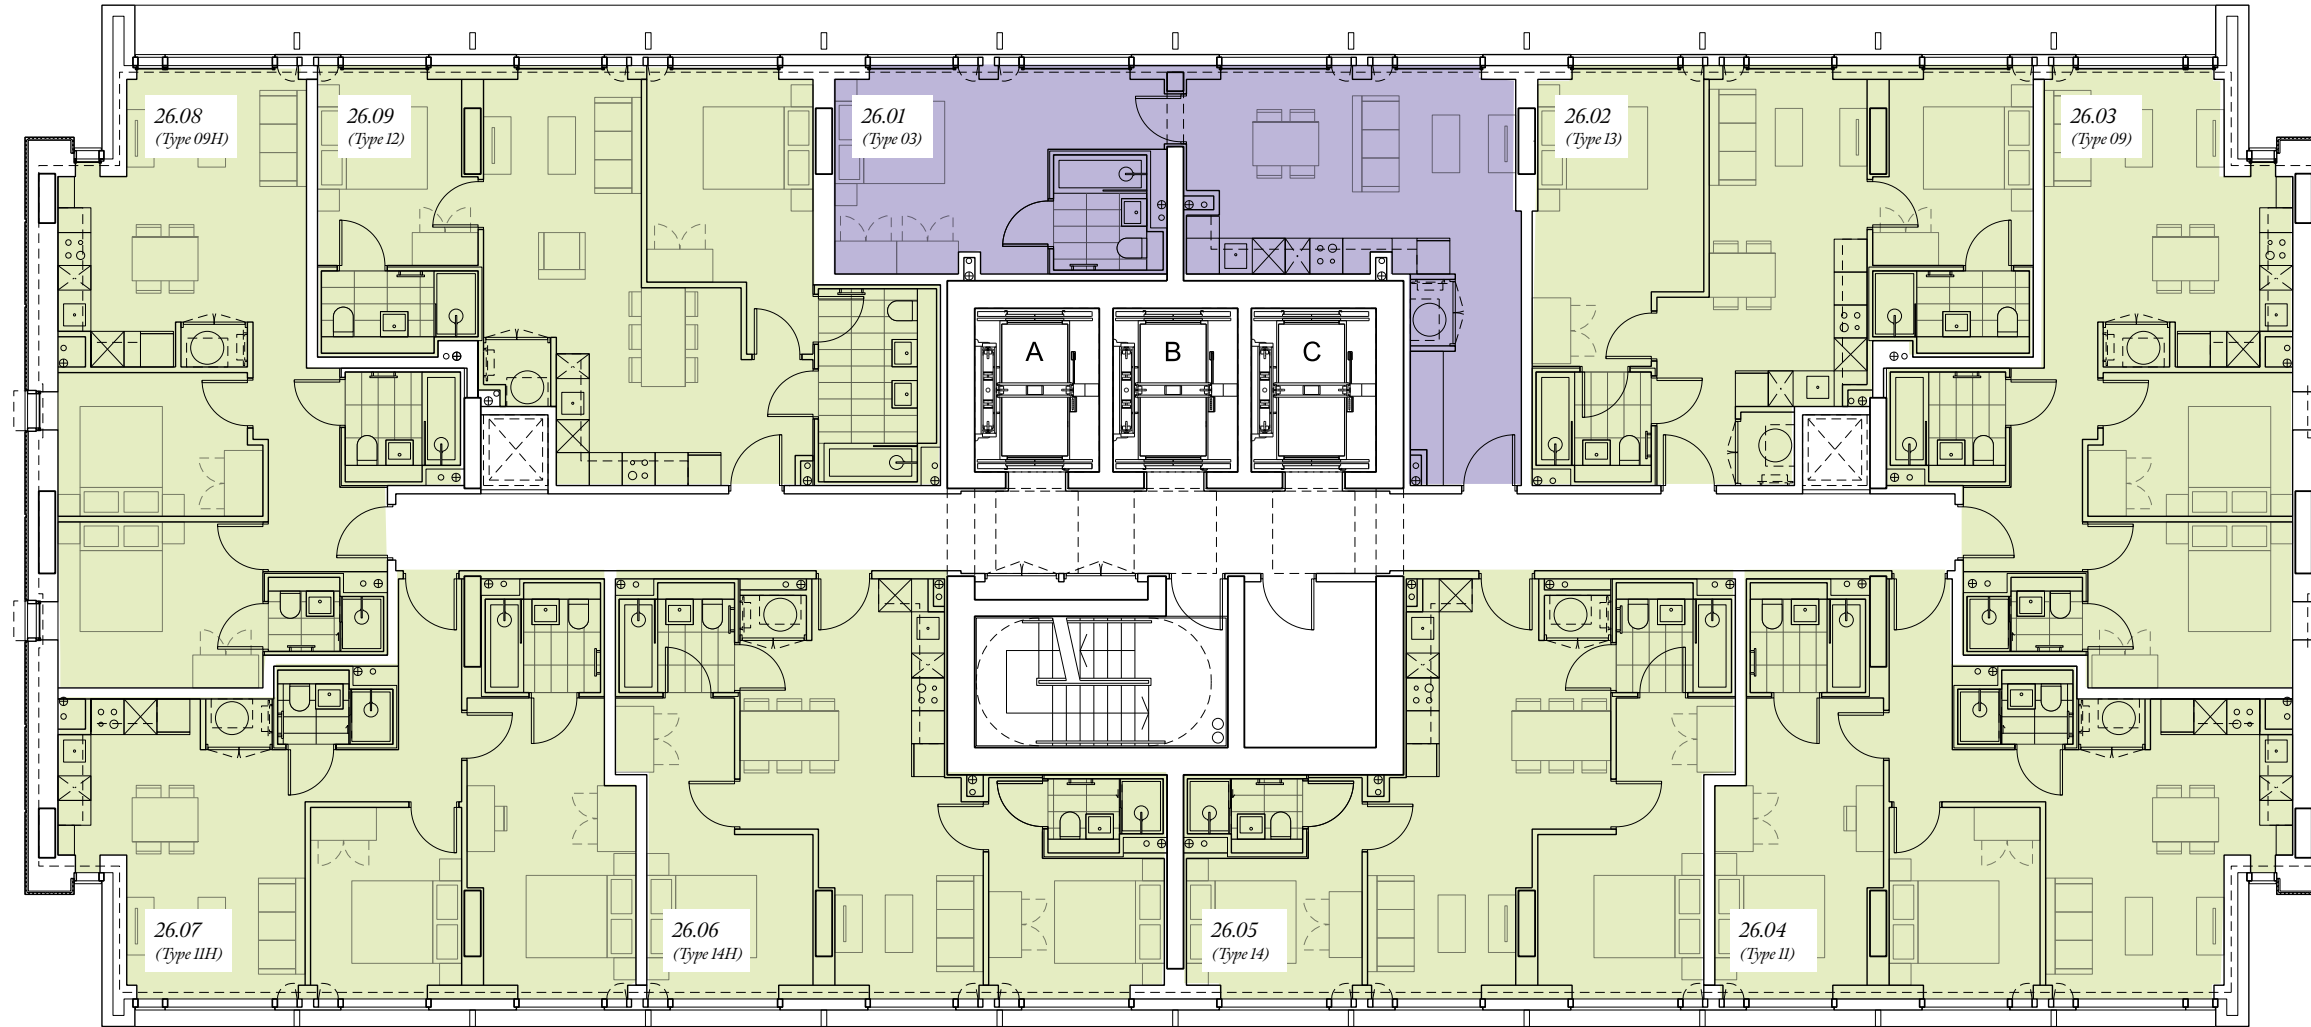 26.08
(Type 09H)
26.09
(Type 12)
26.01
(Type 03)
26.02
(Type 13)
26.03
(Type 09)
A
B
C
26.07
(Type 11H)
26.06
(Type 14H)
26.05
(Type 14)
26.04
(Type 11)